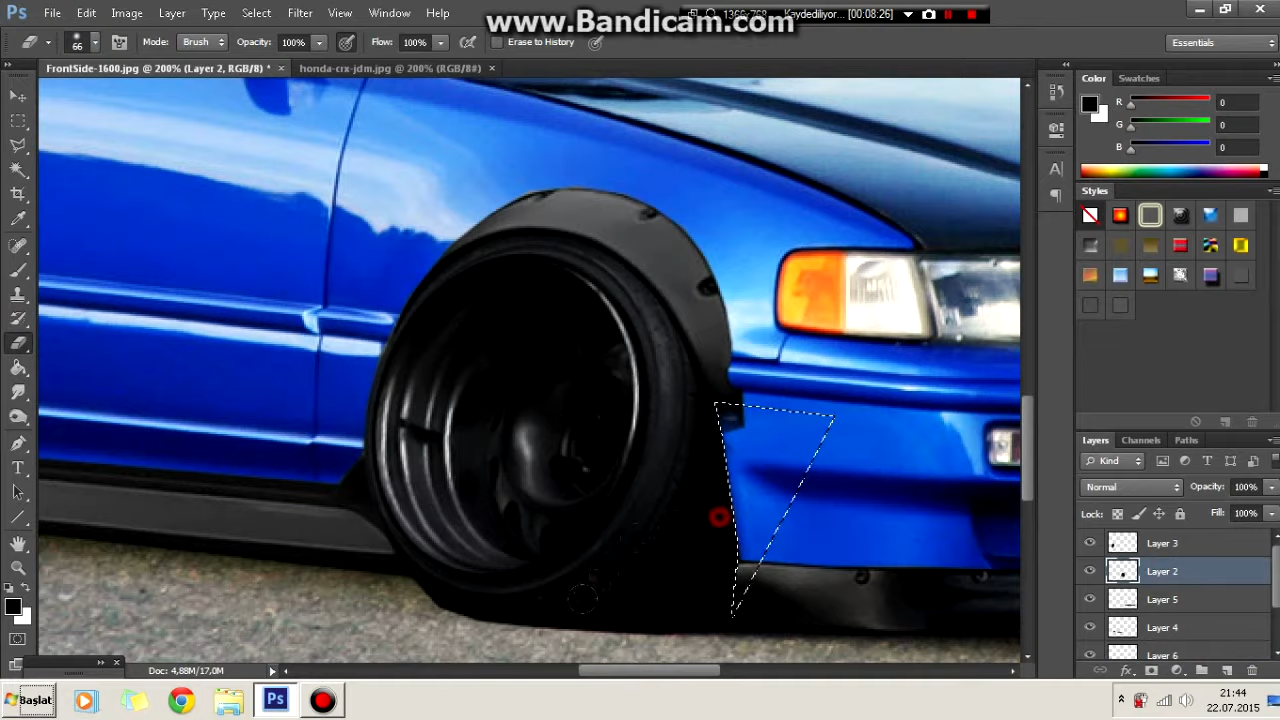 Ps File Edit Image Layer Type Select Filter View Window Help
www.Bandicam.com
1366x768 Kaydediliyor... [00:08:26]
66 Mode: Brush Opacity: 100% Flow: 100% Erase to History Essentials
FrontSide-1600.jpg @ 200% (Layer 2, RGB/8) * × honda-crx-jdm.jpg @ 200% (RGB/8#) ×
Color Swatches
R 0
G 0
B 0
Styles
Layers Channels Paths
Kind
Normal Opacity: 100%
Lock: Fill: 100%
Layer 3
Layer 2
Layer 5
Layer 4
Layer 6
Doc: 4,88M/17,0M
Başlat
Ps
21:44
22.07.2015